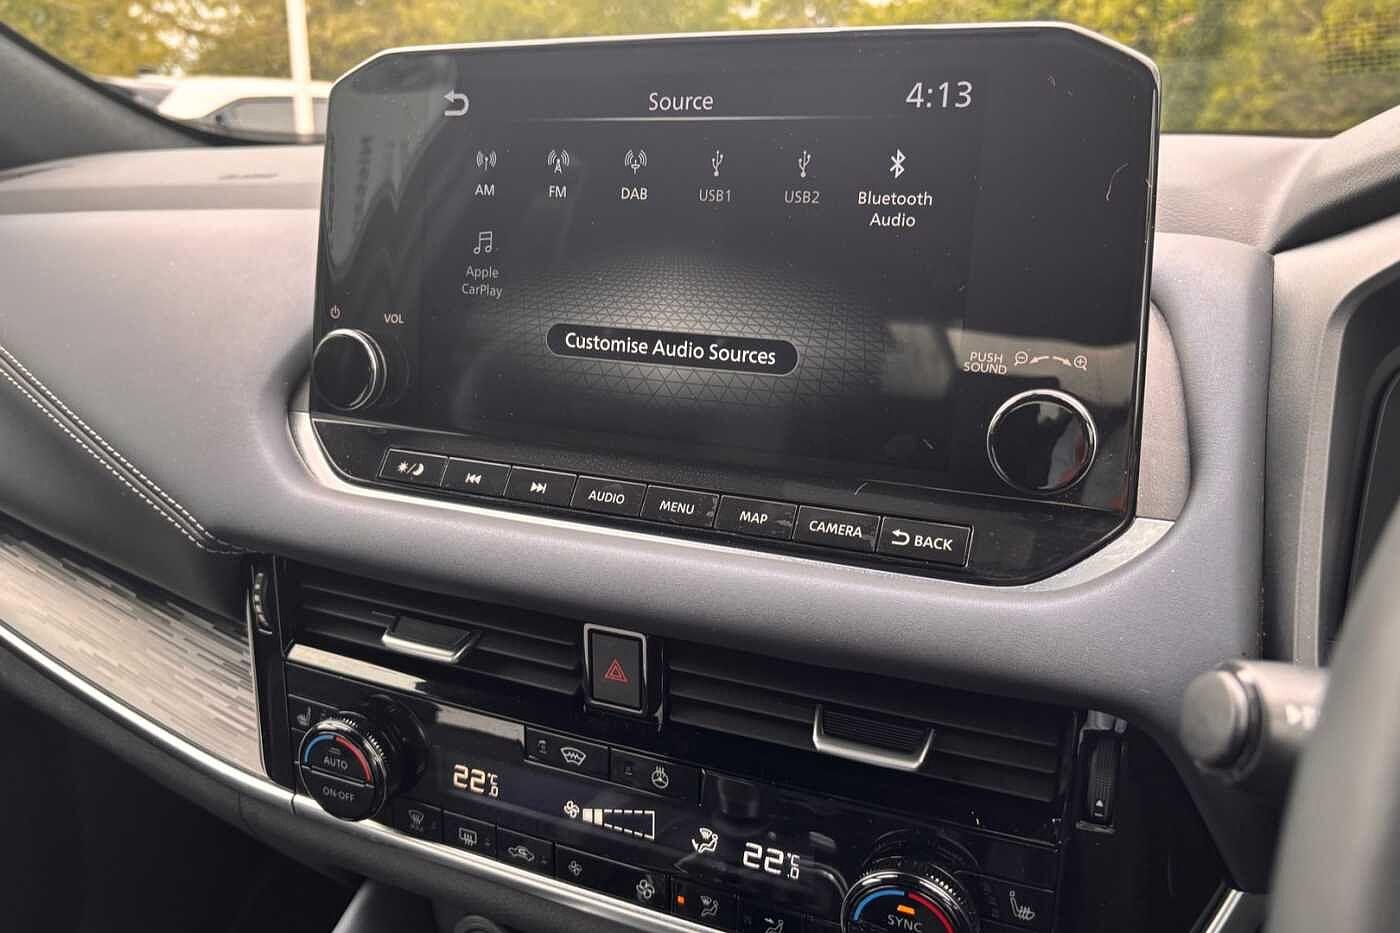 Source
4:13
AM
FM
DAB
USB1
USB2
Bluetooth
Audio
Apple
CarPlay
Customise Audio Sources
VOL
PUSH
SOUND
AUDIO
MENU
MAP
CAMERA
BACK
AUTO
ON·OFF
22°C
.0
22°C
.0
SYNC